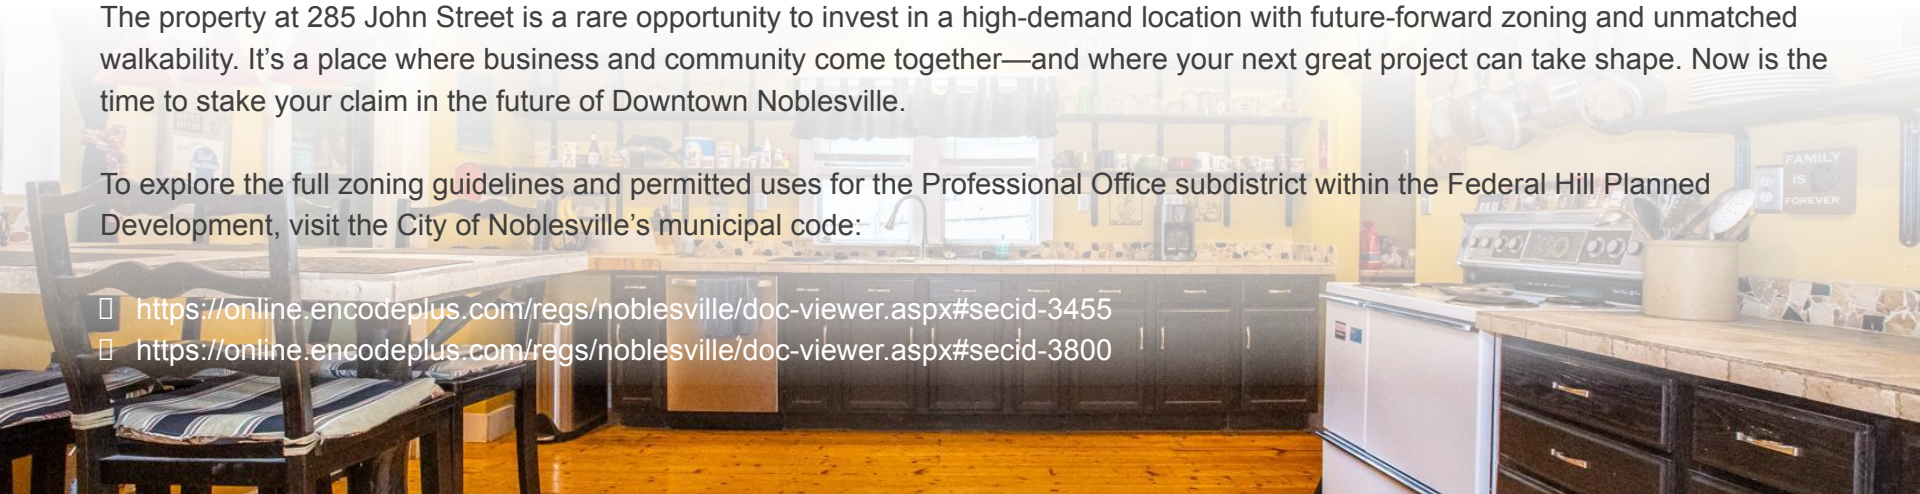 The property at 285 John Street is a rare opportunity to invest in a high-demand location with future-forward zoning and unmatched
walkability. It’s a place where business and community come together—and where your next great project can take shape. Now is the
time to stake your claim in the future of Downtown Noblesville.
To explore the full zoning guidelines and permitted uses for the Professional Office subdistrict within the Federal Hill Planned
Development, visit the City of Noblesville’s municipal code:
https://online.encodeplus.com/regs/noblesville/doc-viewer.aspx#secid-3455
https://online.encodeplus.com/regs/noblesville/doc-viewer.aspx#secid-3800
FAMILY
IS
FOREVER